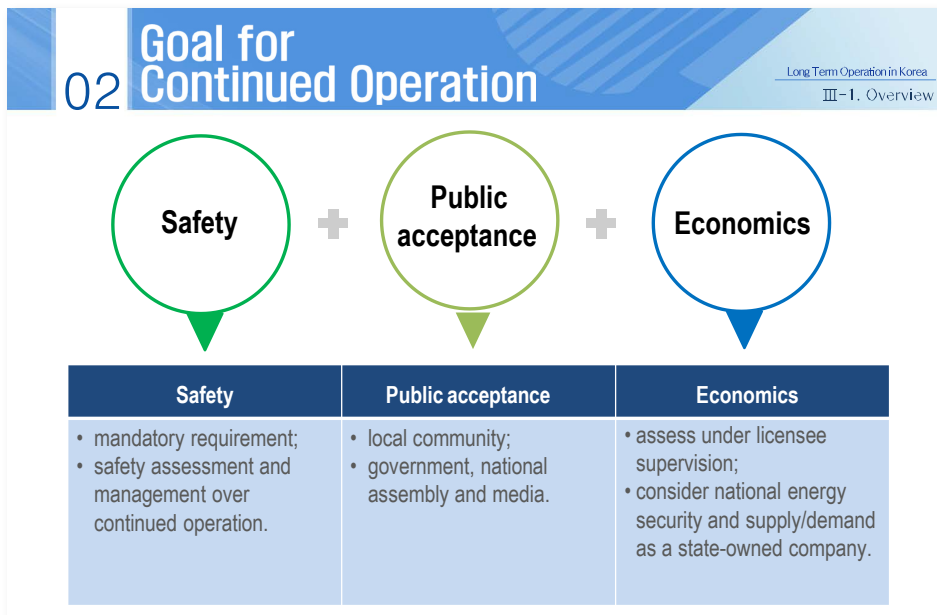 02
Goal for
Continued Operation
Long Term Operation in Korea
Ⅲ-1. Overview
Safety
Public
acceptance
Economics
Safety
Public acceptance
Economics
• mandatory requirement;
• safety assessment and
management over
continued operation.
• local community;
• government, national
assembly and media.
• assess under licensee
supervision;
• consider national energy
security and supply/demand
as a state-owned company.